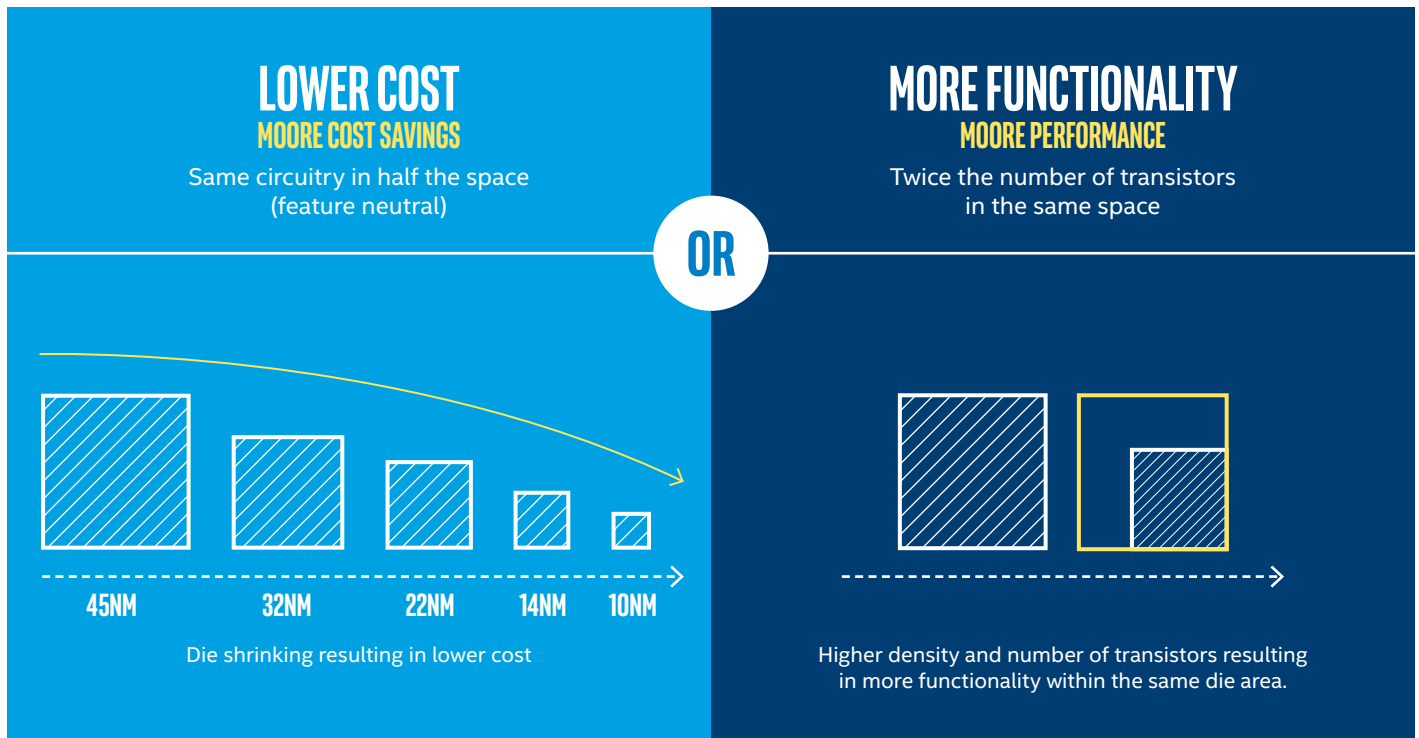 LOWER COST
MOORE COST SAVINGS
Same circuitry in half the space
(feature neutral)
OR
MORE FUNCTIONALITY
MOORE PERFORMANCE
Twice the number of transistors
in the same space
45NM
32NM
22NM
14NM
10NM
Die shrinking resulting in lower cost
Higher density and number of transistors resulting
in more functionality within the same die area.